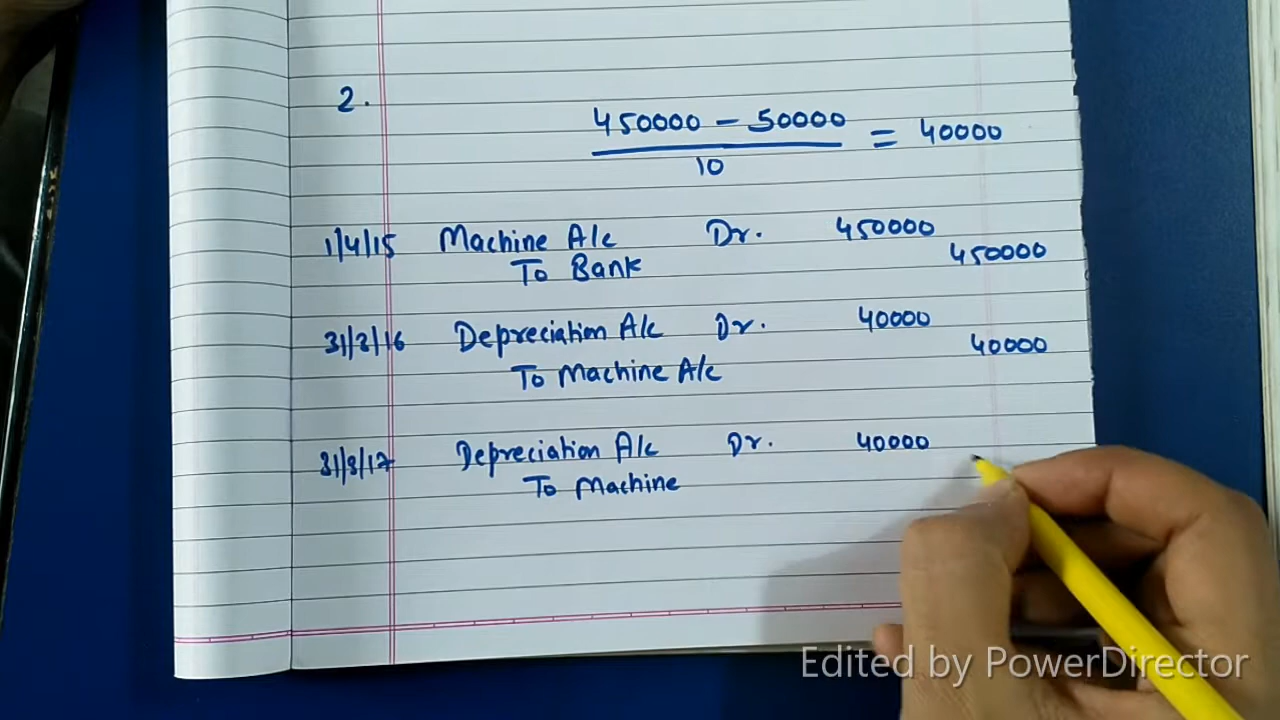 2.
450000 - 50000
10
= 40000
1/4/15 Machine A/c Dr. 450000
To Bank 450000
31/3/16 Depreciation A/c Dr. 40000
To Machine A/c 40000
31/3/17 Depreciation A/c Dr. 40000
To Machine
Edited by PowerDirector